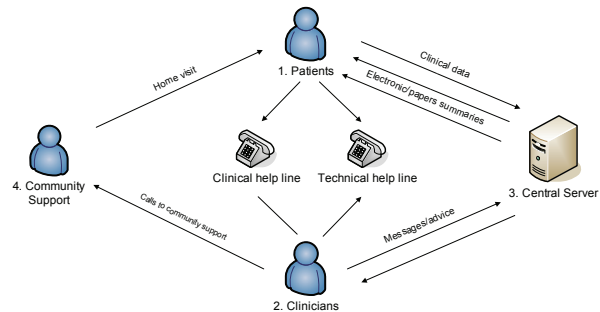 Clinical data
Home visit
1. Patients
Electronic/papers summaries
Clinical help line
Technical help line
4. Community
Support
3. Central Server
Calls to community support
Messages/advice
2. Clinicians